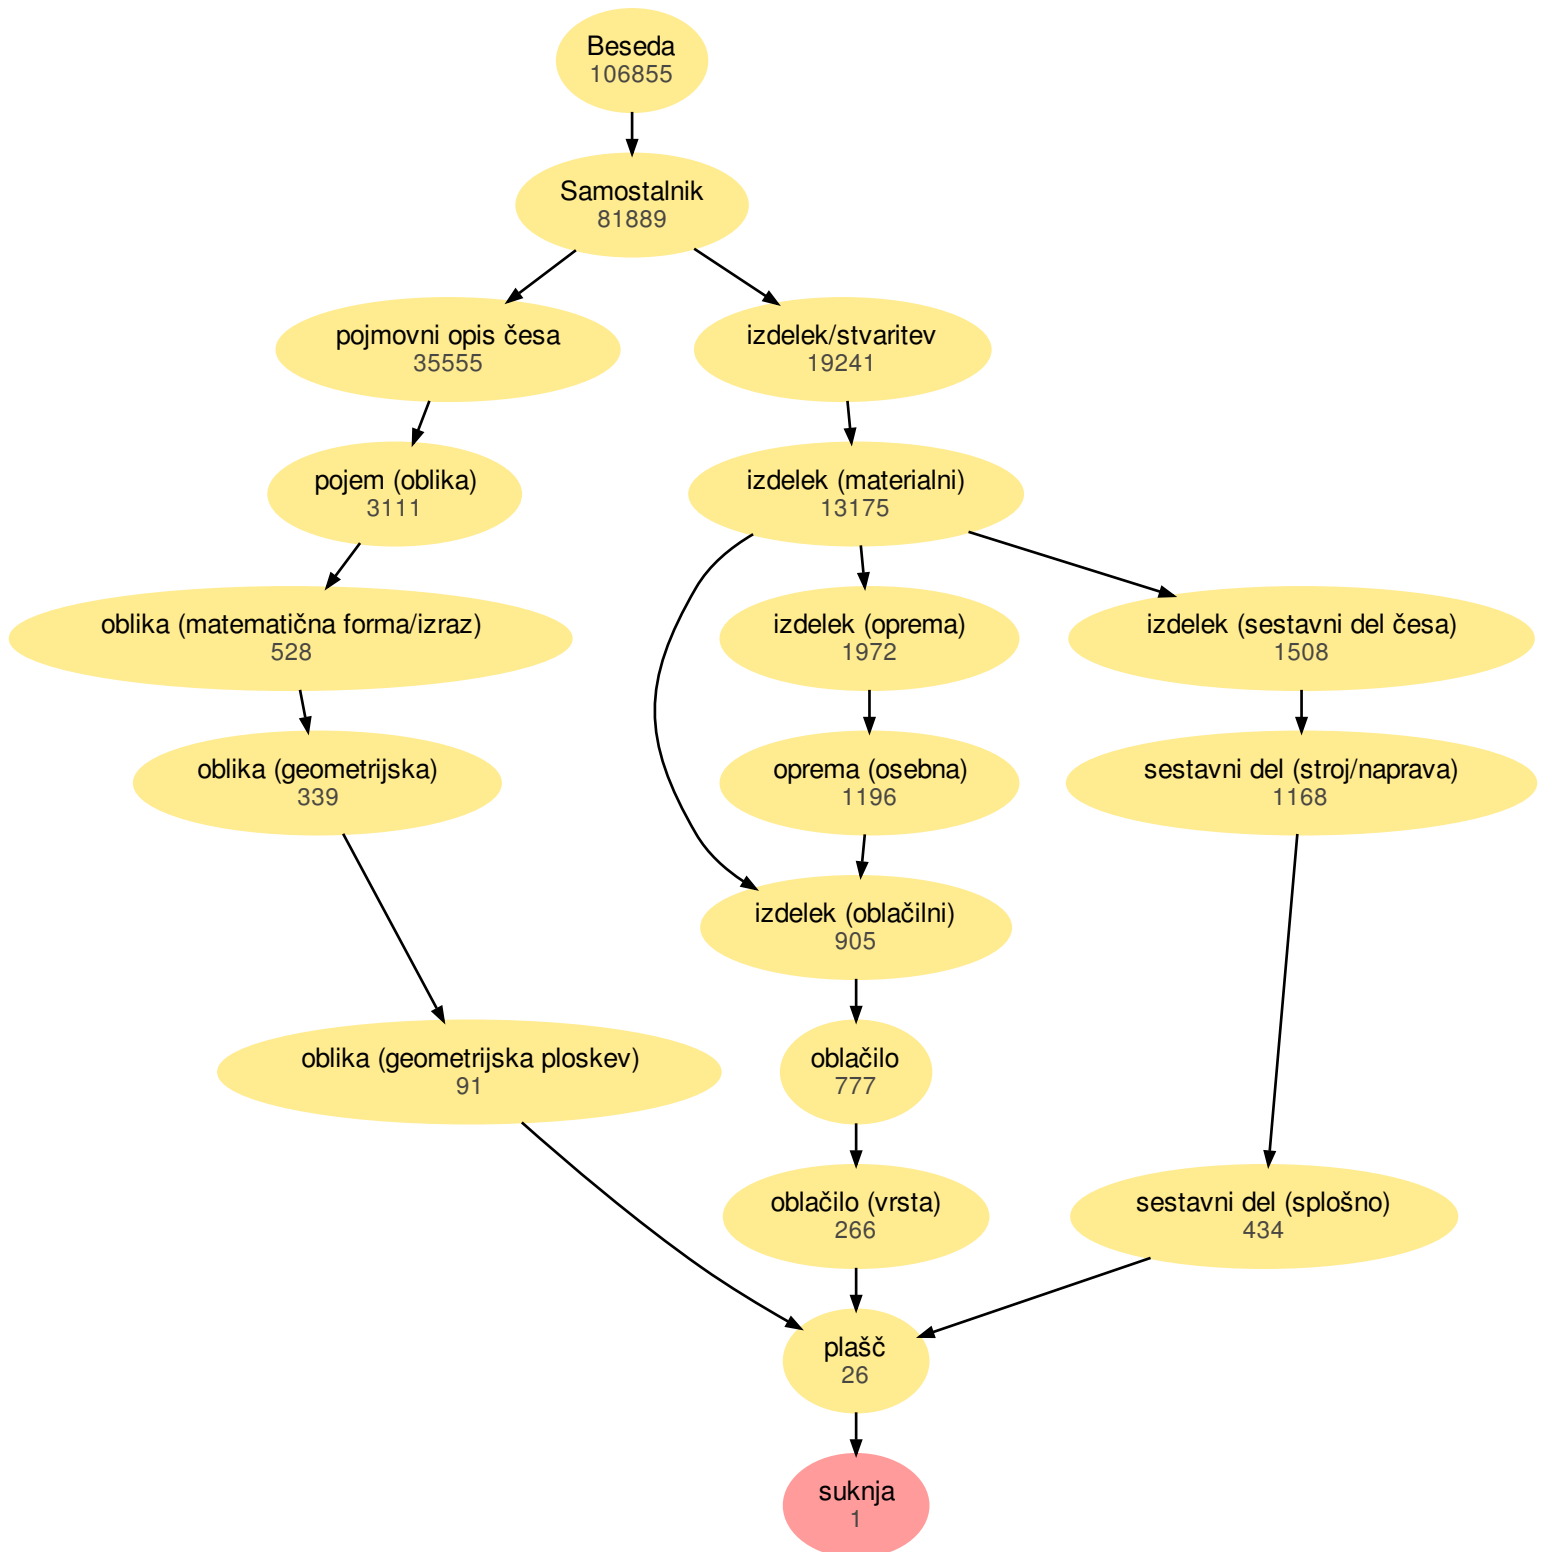 Beseda
106855
Samostalnik
81889
pojmovni opis česa
35555
izdelek/stvaritev
19241
pojem (oblika)
3111
izdelek (materialni)
13175
oblika (matematična forma/izraz)
528
izdelek (oprema)
1972
izdelek (sestavni del česa)
1508
oblika (geometrijska)
339
oprema (osebna)
1196
sestavni del (stroj/naprava)
1168
izdelek (oblačilni)
905
oblika (geometrijska ploskev)
91
oblačilo
777
oblačilo (vrsta)
266
sestavni del (splošno)
434
plašč
26
suknja
1